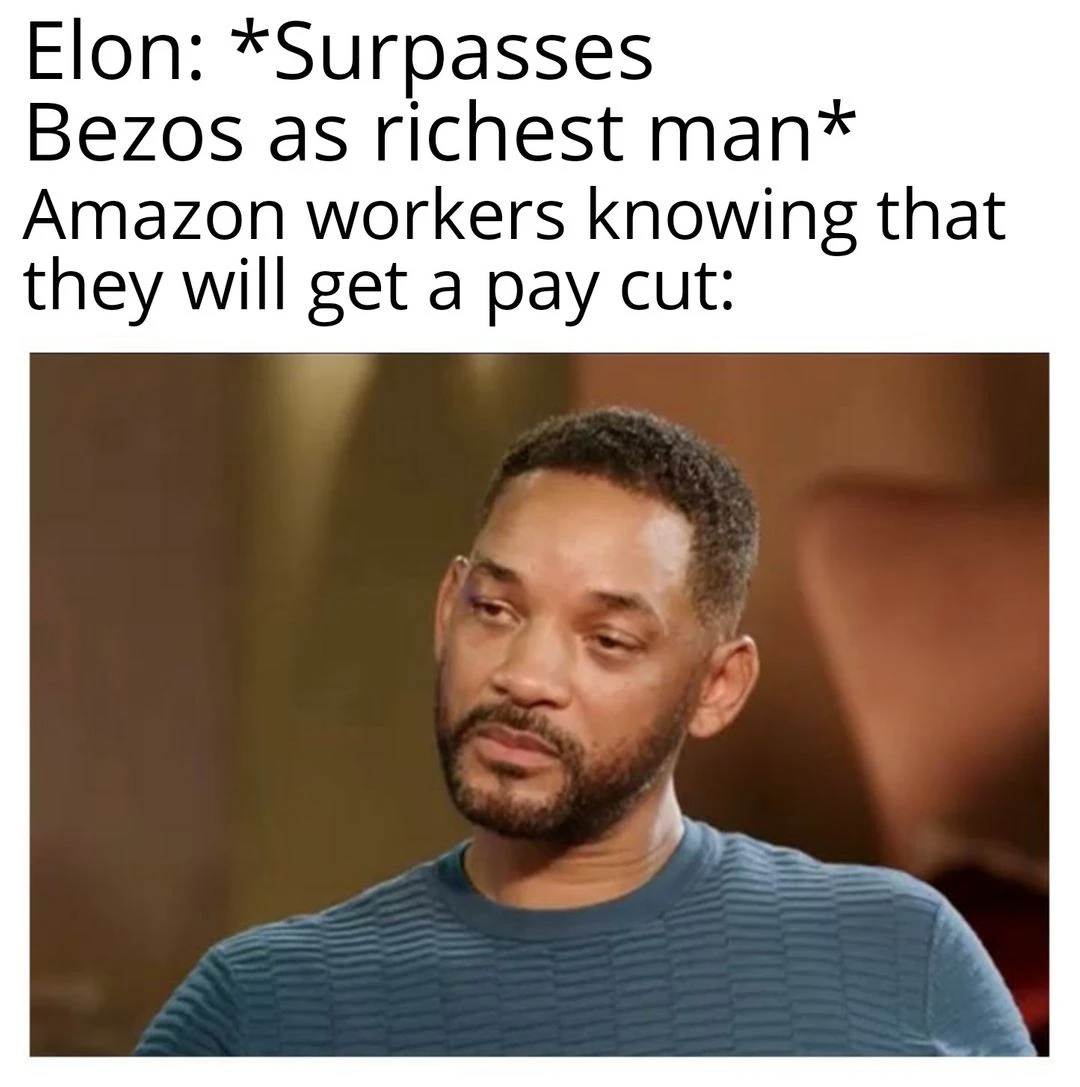 Elon: *Surpasses
Bezos as richest man*
Amazon workers knowing that
they will get a pay cut: